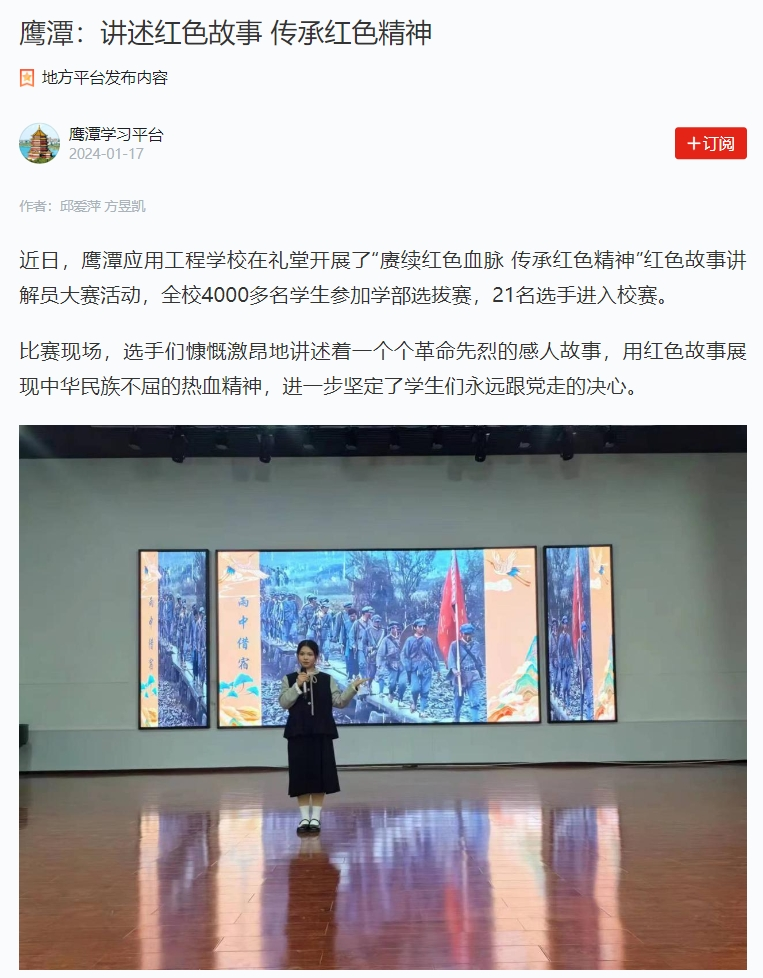 鹰潭：讲述红色故事 传承红色精神
地方平台发布内容
鹰潭学习平台
2024-01-17
+订阅
作者：邱爱萍 方昱凯
近日，鹰潭应用工程学校在礼堂开展了“赓续红色血脉 传承红色精神”红色故事讲
解员大赛活动，全校4000多名学生参加学部选拔赛，21名选手进入校赛。
比赛现场，选手们慷慨激昂地讲述着一个个革命先烈的感人故事，用红色故事展
现中华民族不屈的热血精神，进一步坚定了学生们永远跟党走的决心。
雨中借宿
雨中借宿